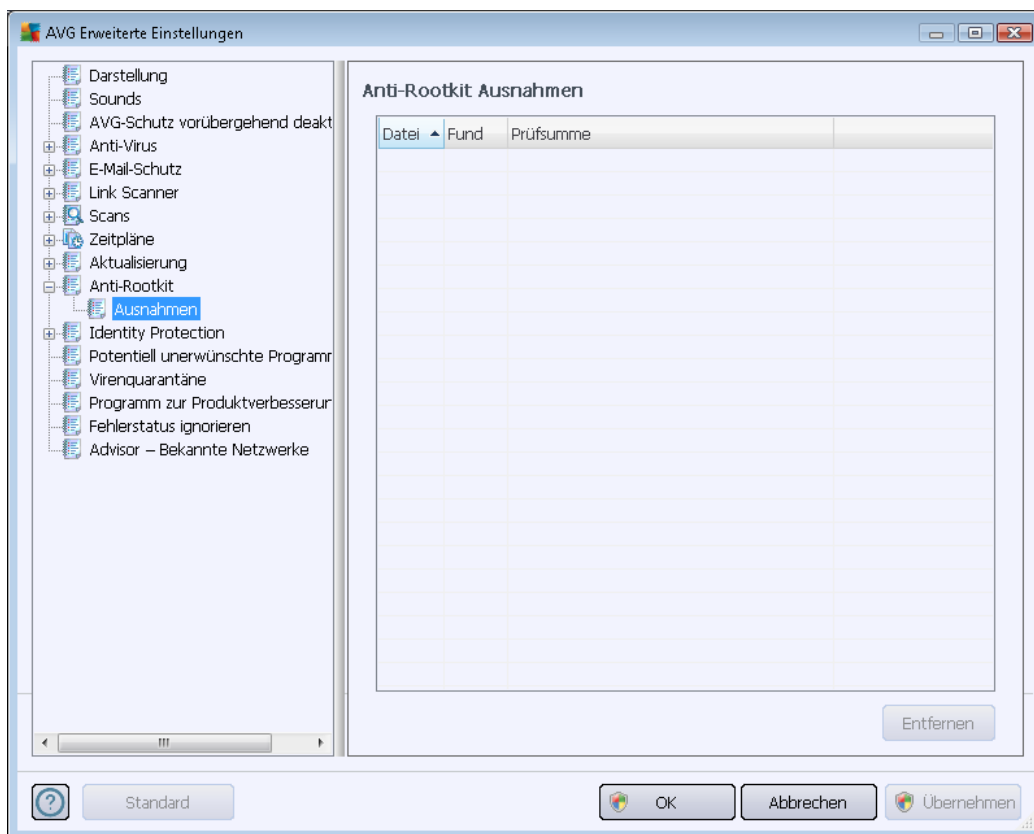 AVG Erweiterte Einstellungen
Darstellung
Sounds
AVG-Schutz vorübergehend deakt
Anti-Virus
E-Mail-Schutz
Link Scanner
Scans
Zeitpläne
Aktualisierung
Anti-Rootkit
Ausnahmen
Identity Protection
Potentiell unerwünschte Programm
Virenquarantäne
Programm zur Produktverbesserur
Fehlerstatus ignorieren
Advisor – Bekannte Netzwerke
Anti-Rootkit Ausnahmen
Datei Fund Prüfsumme
Entfernen
Standard
OK
Abbrechen
Übernehmen